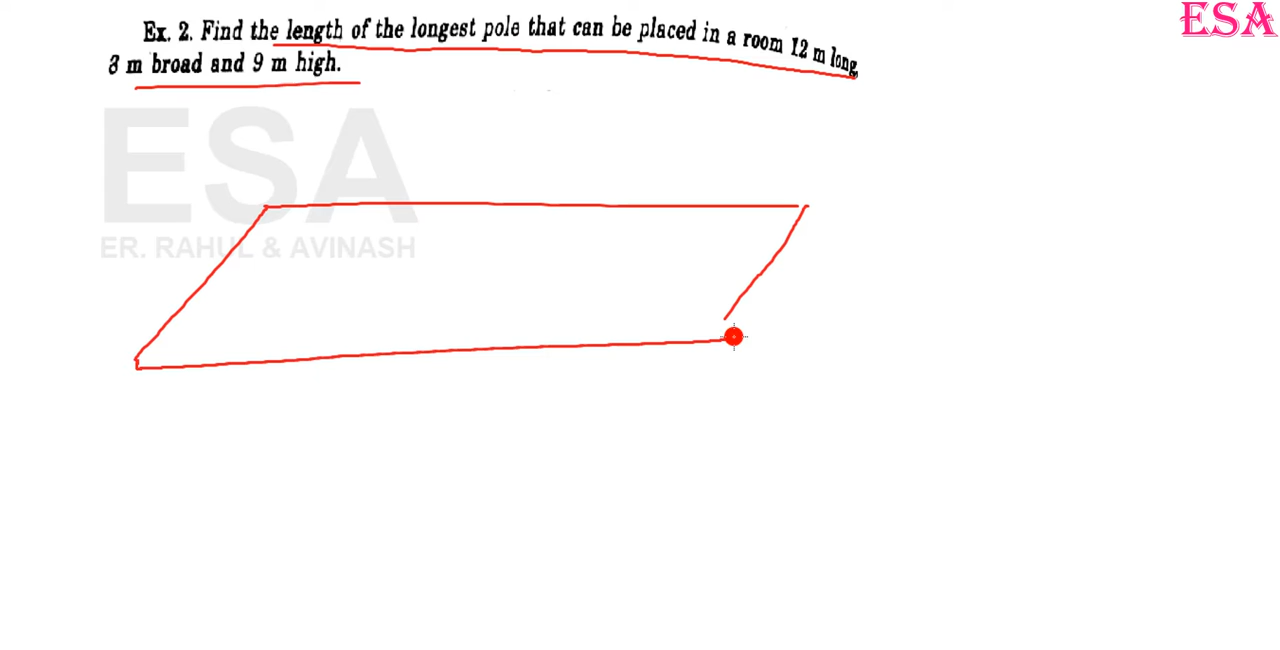 ESA
Ex. 2. Find the length of the longest pole that can be placed in a room 12 m long
8 m broad and 9 m high.
ESA
ER. RAHUL & AVINASH